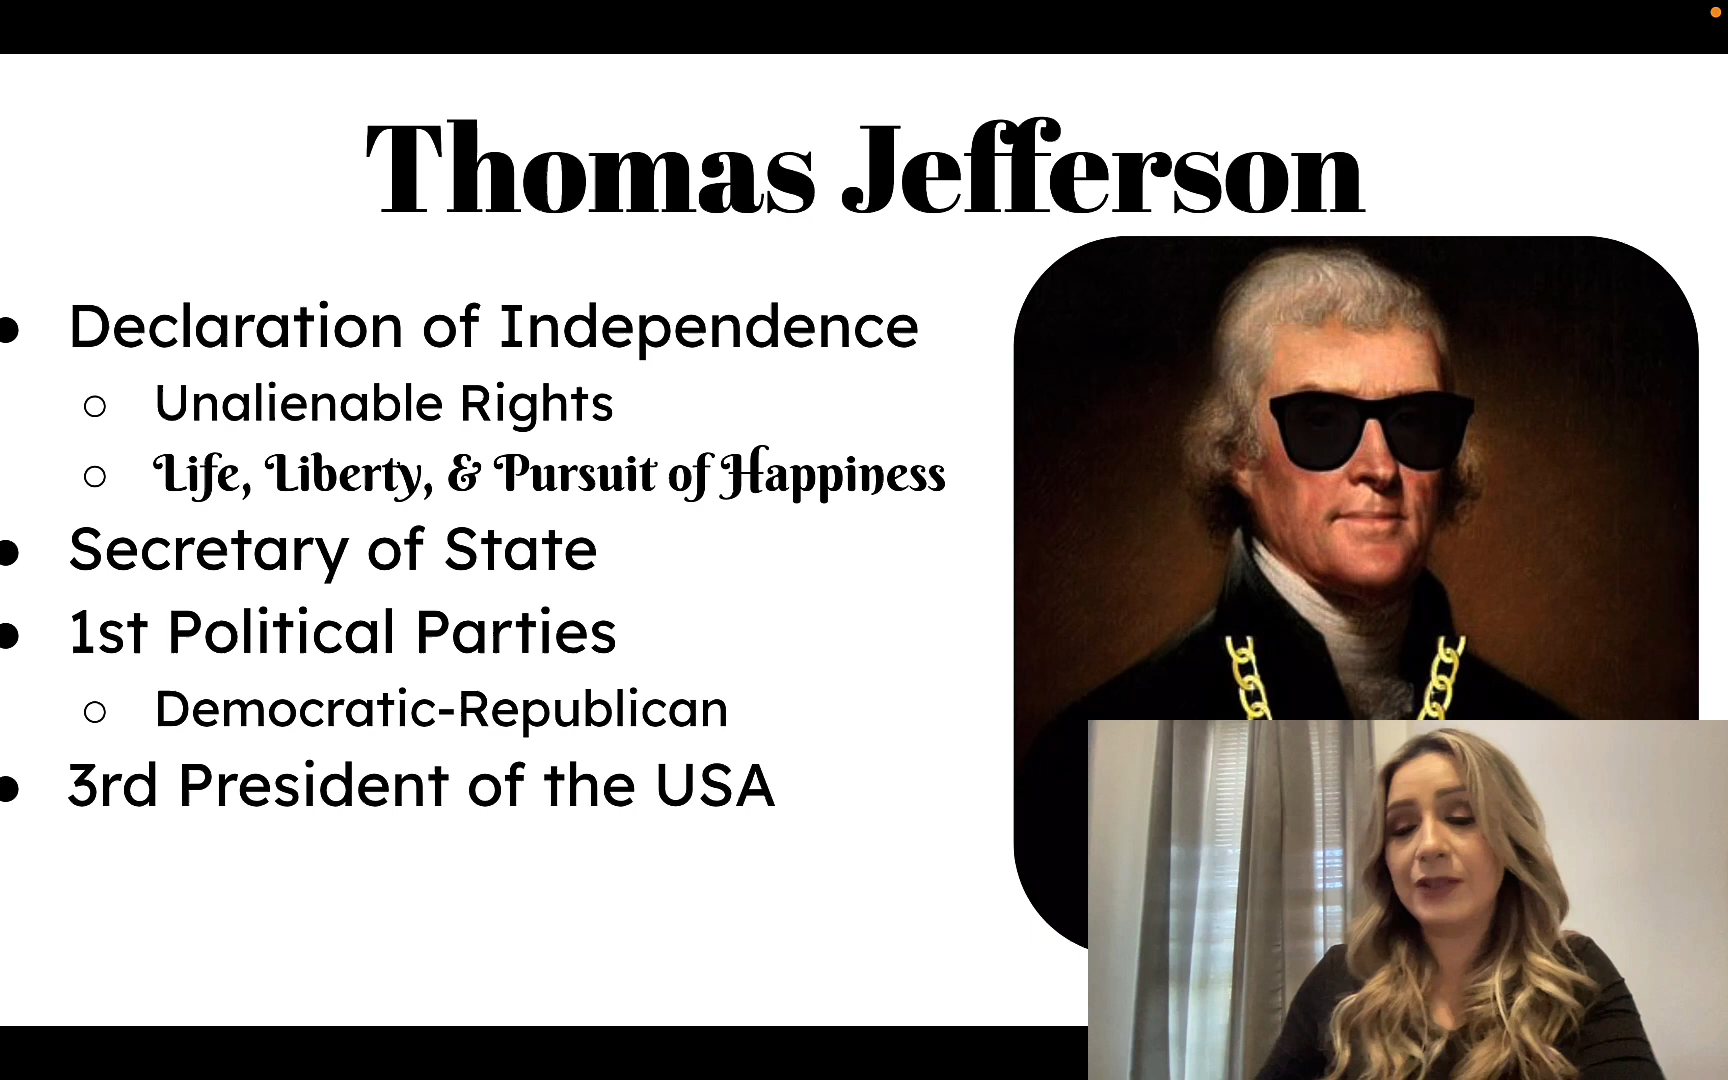 Thomas Jefferson
● Declaration of Independence
○ Unalienable Rights
○ Life, Liberty, & Pursuit of Happiness
● Secretary of State
● 1st Political Parties
○ Democratic-Republican
● 3rd President of the USA